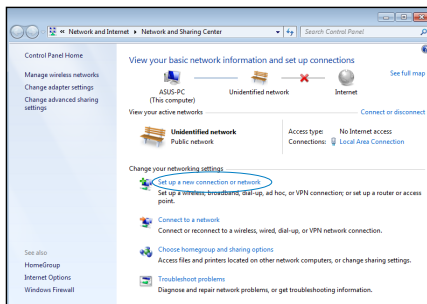 « Network and Internet ▸ Network and Sharing Center
Search Control Panel
Control Panel Home
Manage wireless networks
Change adapter settings
Change advanced sharing
settings
See also
HomeGroup
Internet Options
Windows Firewall
View your basic network information and set up connections
See full map
ASUS-PC
(This computer)
Unidentified network
Internet
View your active networks
Connect or disconnect
Unidentified network
Public network
Access type: No Internet access
Connections: Local Area Connection
Change your networking settings
Set up a new connection or network
Set up a wireless, broadband, dial-up, ad hoc, or VPN connection; or set up a router or access
point.
Connect to a network
Connect or reconnect to a wireless, wired, dial-up, or VPN network connection.
Choose homegroup and sharing options
Access files and printers located on other network computers, or change sharing settings.
Troubleshoot problems
Diagnose and repair network problems, or get troubleshooting information.